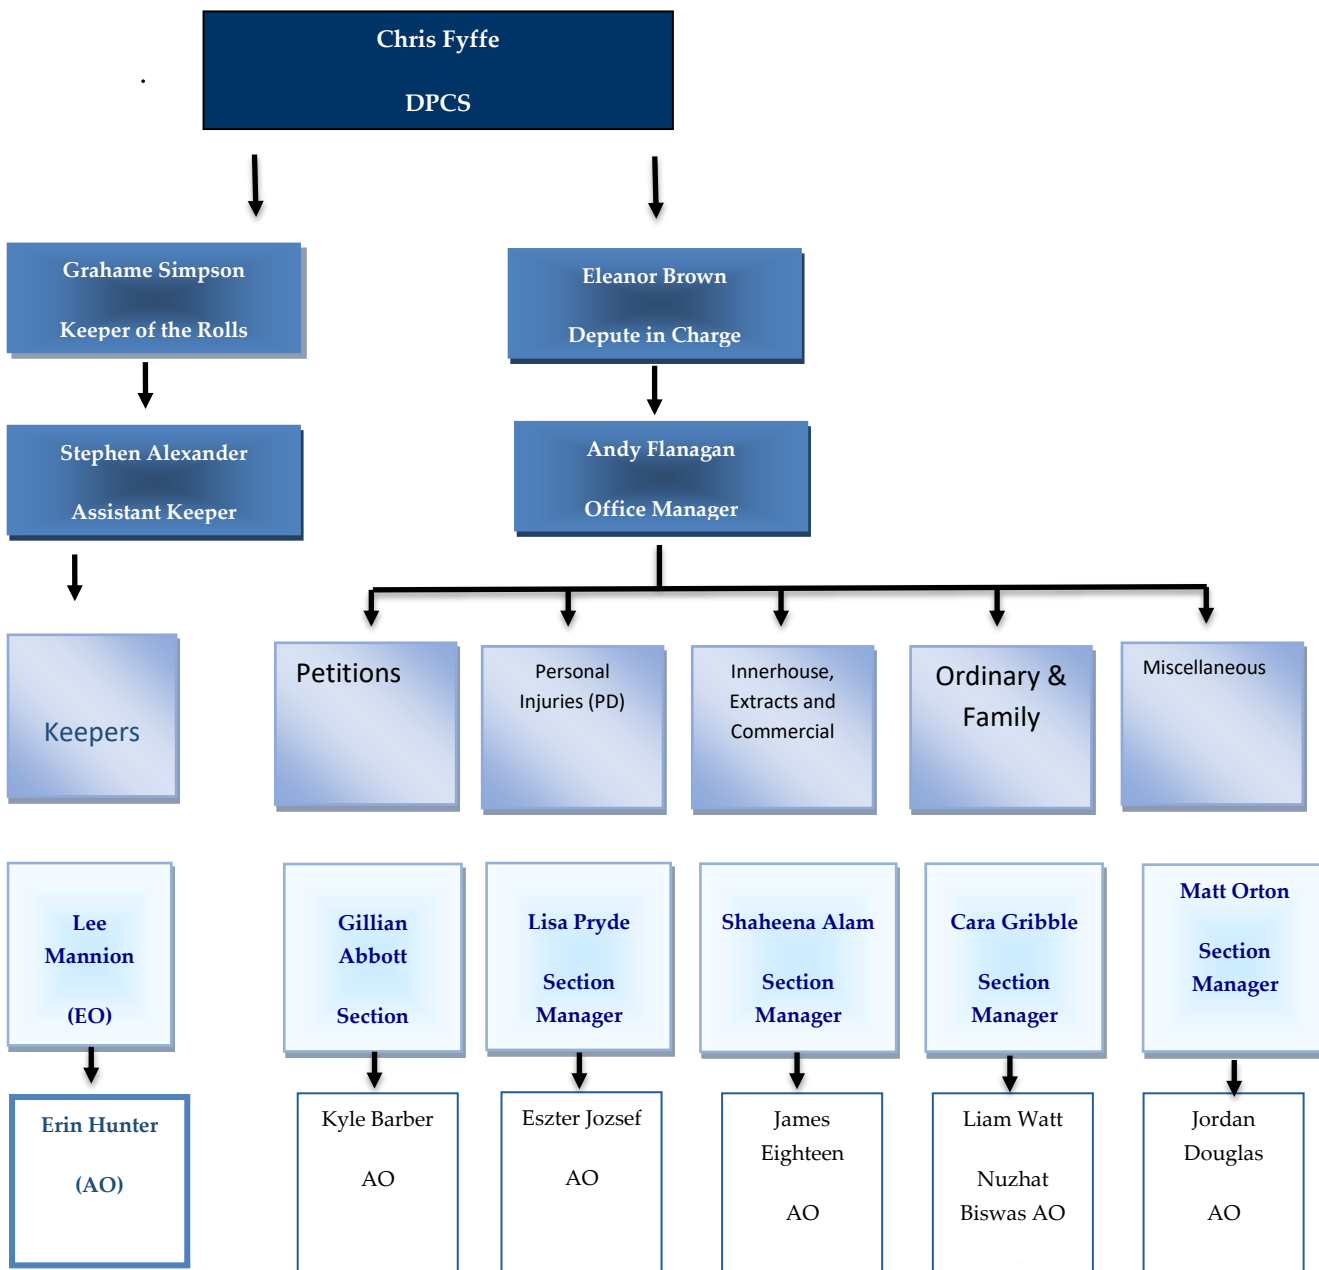 Chris Fyffe
DPCS
.
Grahame Simpson
Keeper of the Rolls
Eleanor Brown
Depute in Charge
Stephen Alexander
Assistant Keeper
Andy Flanagan
Office Manager
Keepers
Petitions
Personal
Injuries (PD)
Innerhouse,
Extracts and
Commercial
Ordinary &
Family
Miscellaneous
Lee
Mannion
(EO)
Gillian
Abbott
Section
Lisa Pryde
Section
Manager
Shaheena Alam
Section
Manager
Cara Gribble
Section
Manager
Matt Orton
Section
Manager
Erin Hunter
(AO)
Kyle Barber
AO
Eszter Jozsef
AO
James
Eighteen
AO
Liam Watt
Nuzhat
Biswas AO
Jordan
Douglas
AO